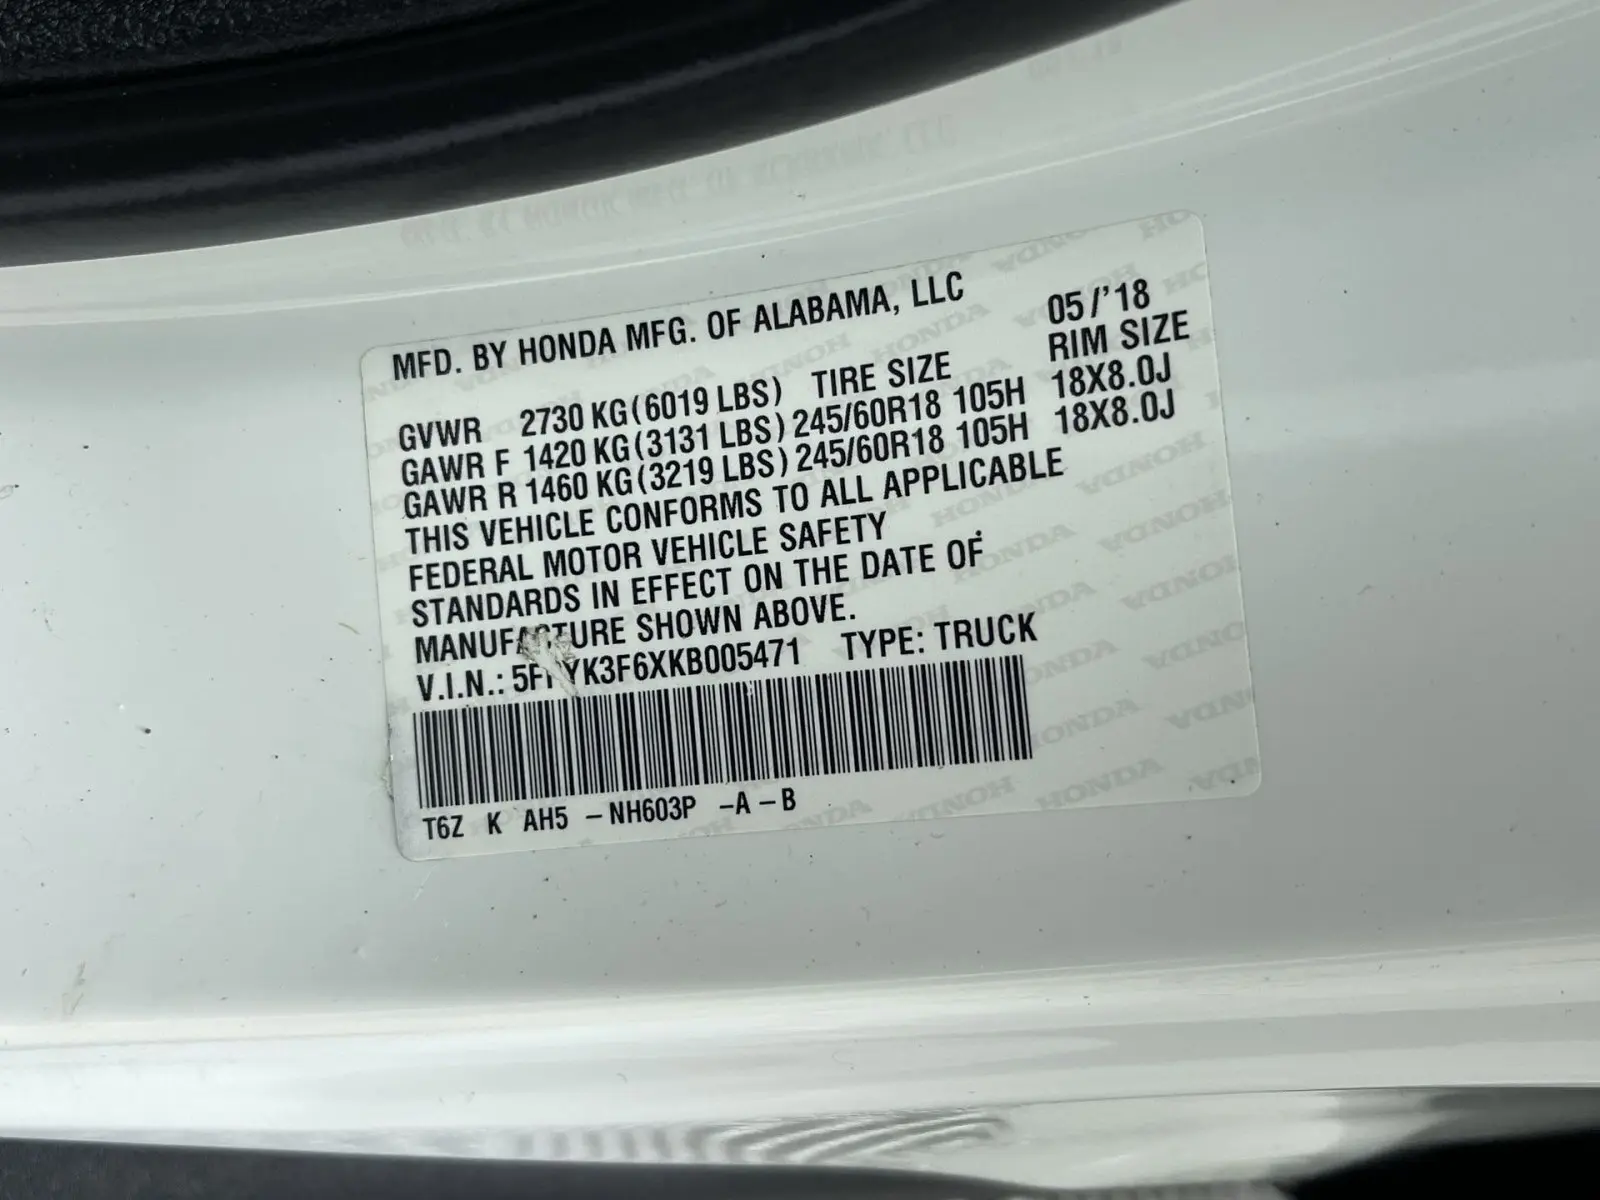 MFD. BY HONDA MFG. OF ALABAMA, LLC 05/'18
GVWR 2730 KG(6019 LBS) TIRE SIZE RIM SIZE
GAWR F 1420 KG(3131 LBS) 245/60R18 105H 18X8.0J
GAWR R 1460 KG(3219 LBS) 245/60R18 105H 18X8.0J
THIS VEHICLE CONFORMS TO ALL APPLICABLE
FEDERAL MOTOR VEHICLE SAFETY
STANDARDS IN EFFECT ON THE DATE OF
MANUFACTURE SHOWN ABOVE.
V.I.N.: TYPE: TRUCK
T6Z K AH5 -NH603P -A-B